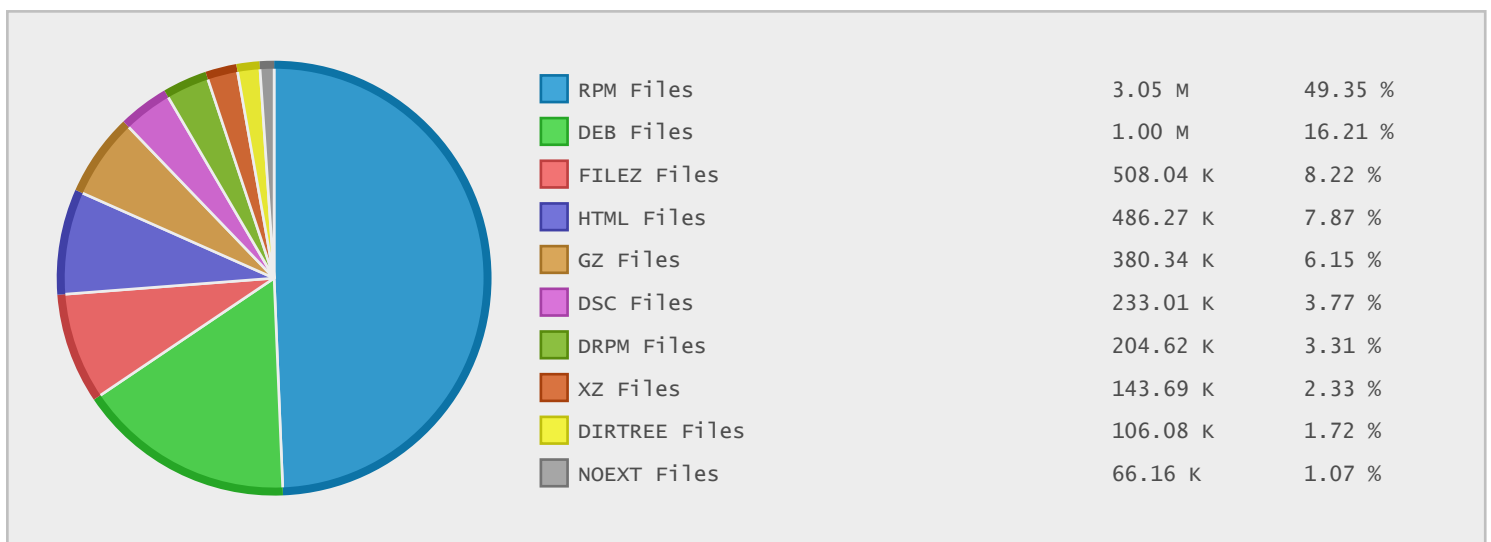 RPM Files 3.05 M 49.35 %
DEB Files 1.00 M 16.21 %
FILEZ Files 508.04 K 8.22 %
HTML Files 486.27 K 7.87 %
GZ Files 380.34 K 6.15 %
DSC Files 233.01 K 3.77 %
DRPM Files 204.62 K 3.31 %
XZ Files 143.69 K 2.33 %
DIRTREE Files 106.08 K 1.72 %
NOEXT Files 66.16 K 1.07 %